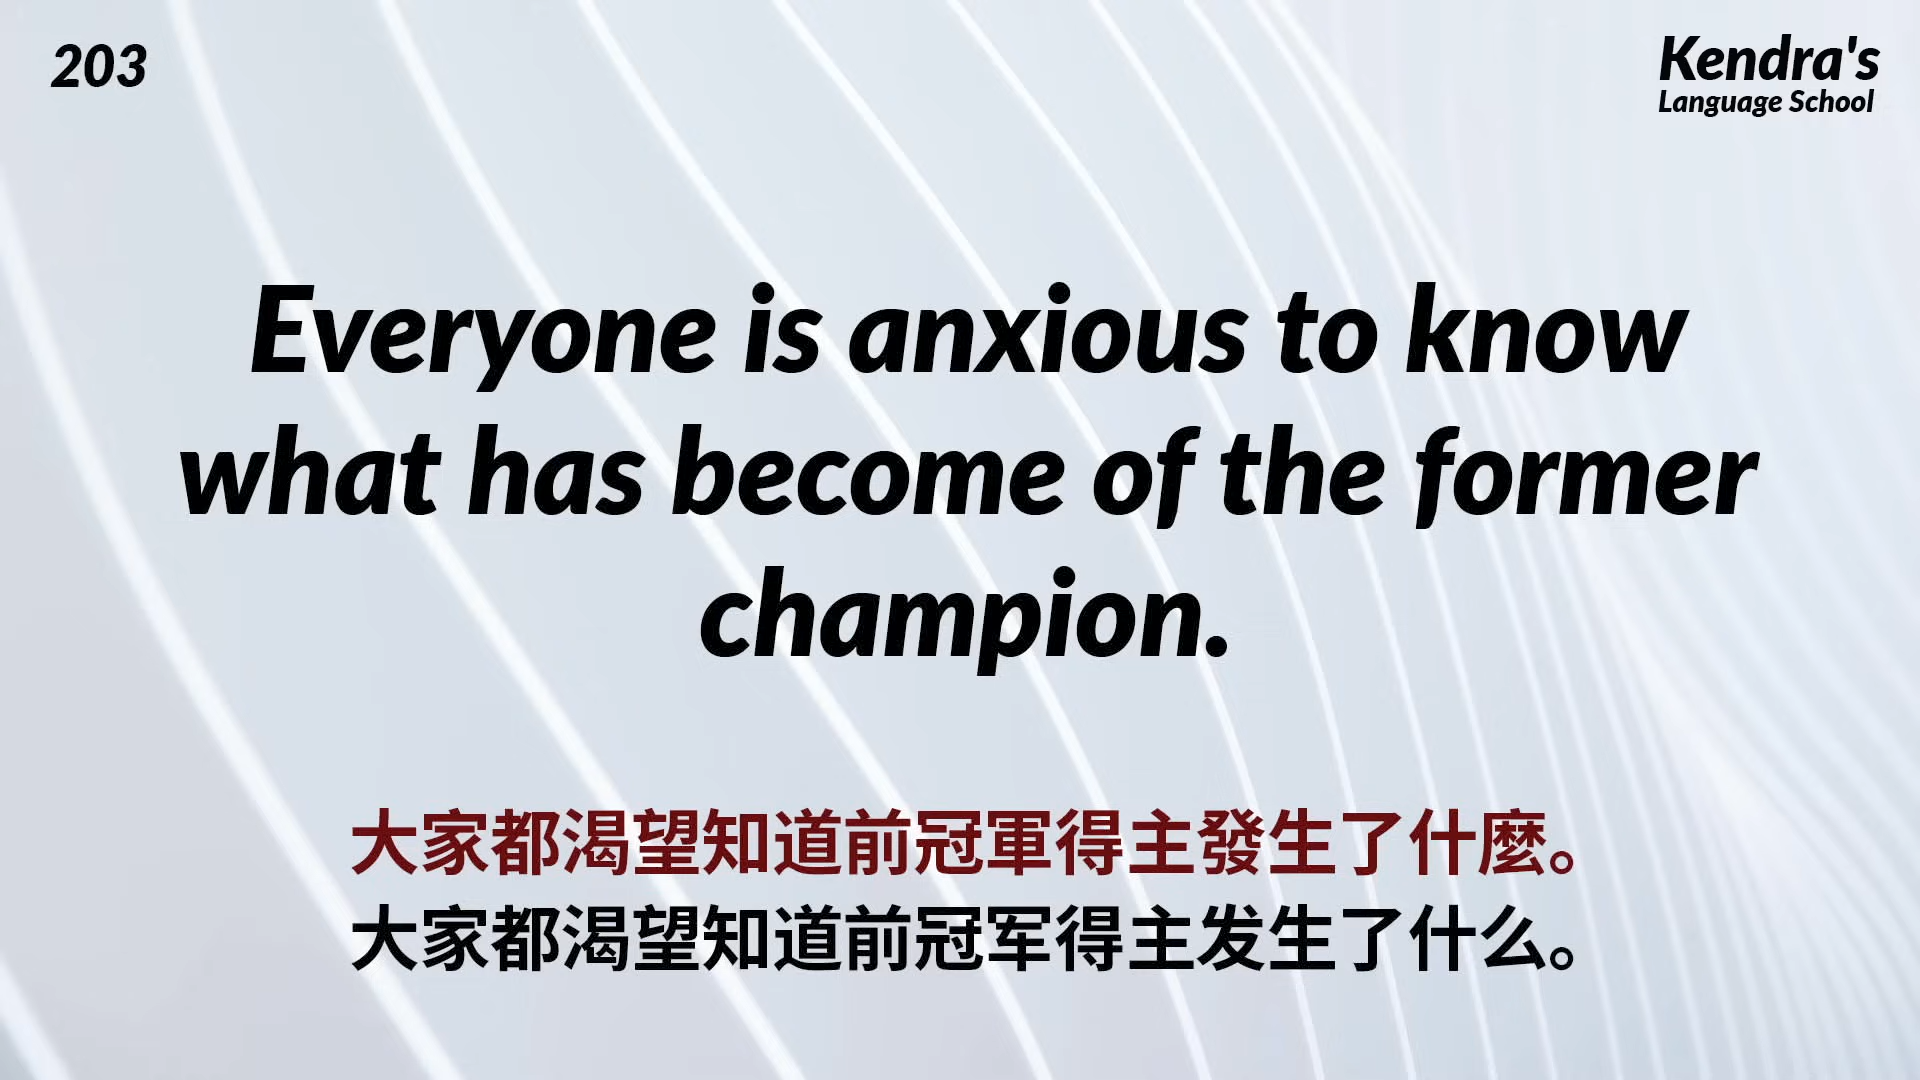 203
Kendra's
Language School
Everyone is anxious to know
what has become of the former
champion.
大家都渴望知道前冠軍得主發生了什麼。
大家都渴望知道前冠军得主发生了什么。